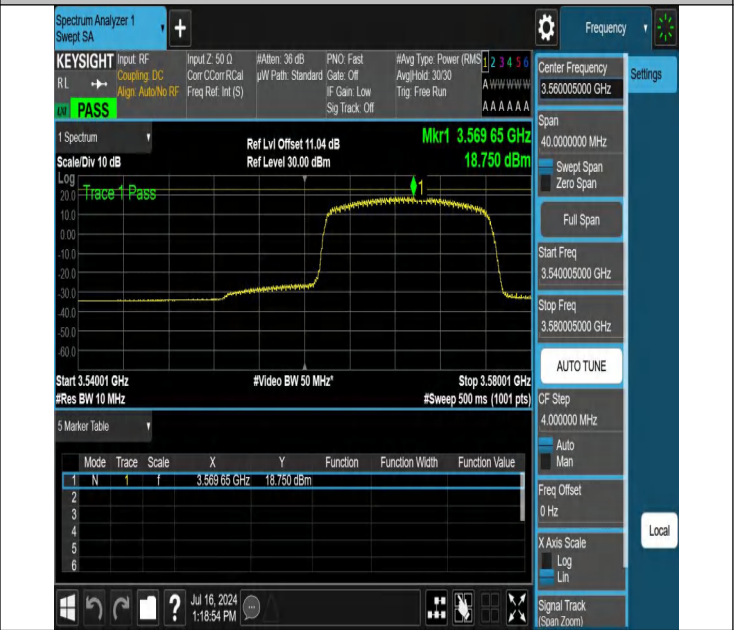 Spectrum Analyzer 1
Swept SA
+
Frequency
KEYSIGHT Input: RF Input Z: 50 Ω #Atten: 36 dB PNO: Fast #Avg Type: Power (RMS 1 2 3 4 5 6
RL Coupling: DC Corr CCorr RCal µW Path: Standard Gate: Off Avg|Hold: 30/30 A W W W W W
Align: Auto/No RF Freq Ref: Int (S) IF Gain: Low Trig: Free Run
PASS Sig Track: Off A A A A A A
1 Spectrum Ref Lvl Offset 11.04 dB Mkr1 3.569 65 GHz
Scale/Div 10 dB Ref Level 30.00 dBm 18.750 dBm
Log
Trace 1 Pass
1
20.0
10.0
0.00
-10.0
-20.0
-30.0
-40.0
-50.0
-60.0
Start 3.54001 GHz #Video BW 50 MHz* Stop 3.58001 GHz
#Res BW 10 MHz #Sweep 500 ms (1001 pts)
5 Marker Table
Mode Trace Scale X Y Function Function Width Function Value
1 N 1 f 3.569 65 GHz 18.750 dBm
2
3
4
5
6
Center Frequency
3.560005000 GHz
Settings
Span
40.0000000 MHz
Swept Span
Zero Span
Full Span
Start Freq
3.540005000 GHz
Stop Freq
3.580005000 GHz
AUTO TUNE
CF Step
4.000000 MHz
Auto
Man
Freq Offset
0 Hz
Local
X Axis Scale
Log
Lin
Signal Track
(Span Zoom)
? Jul 16, 2024
1:18:54 PM